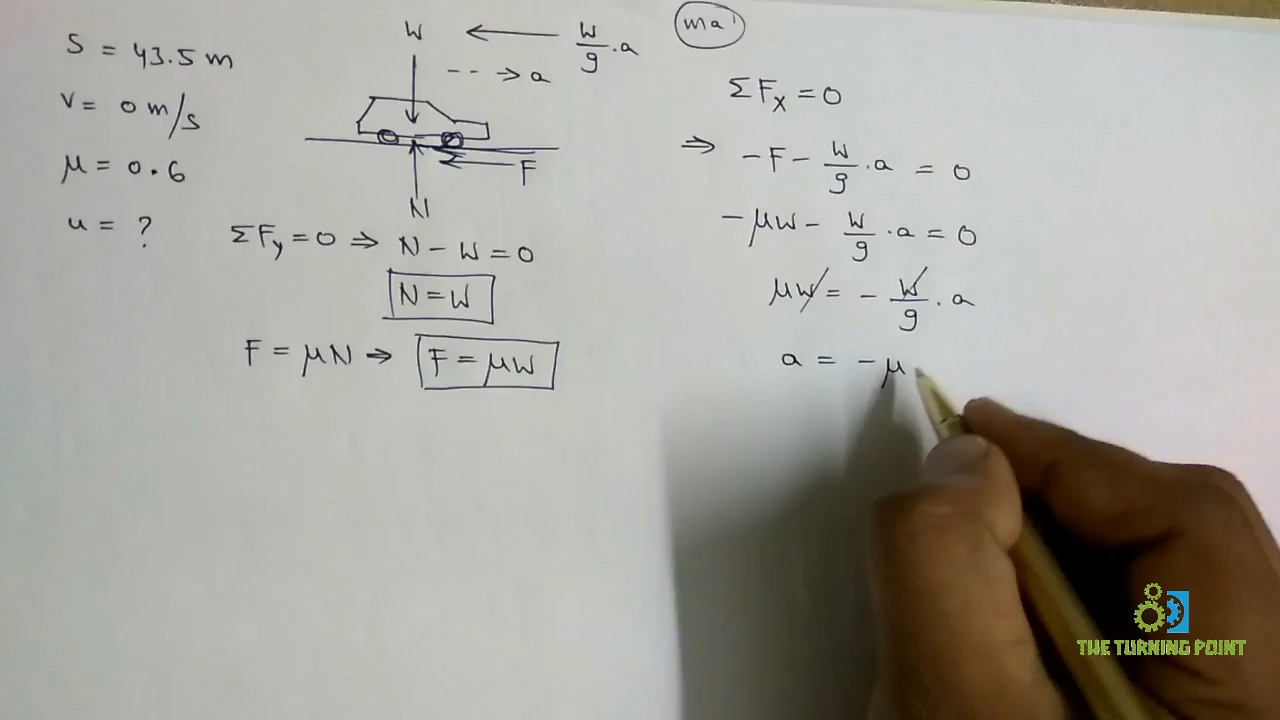 S = 43.5 m
v = 0 m/s
μ = 0.6
u = ?
W
W/g . a
a
F
N
ΣFy = 0 ⇒ N - W = 0
N = W
F = μN → F = μW
ma
ΣFx = 0
⇒ -F - W/g . a = 0
-μW - W/g . a = 0
μW = - W/g . a
a = - μ
THE TURNING POINT